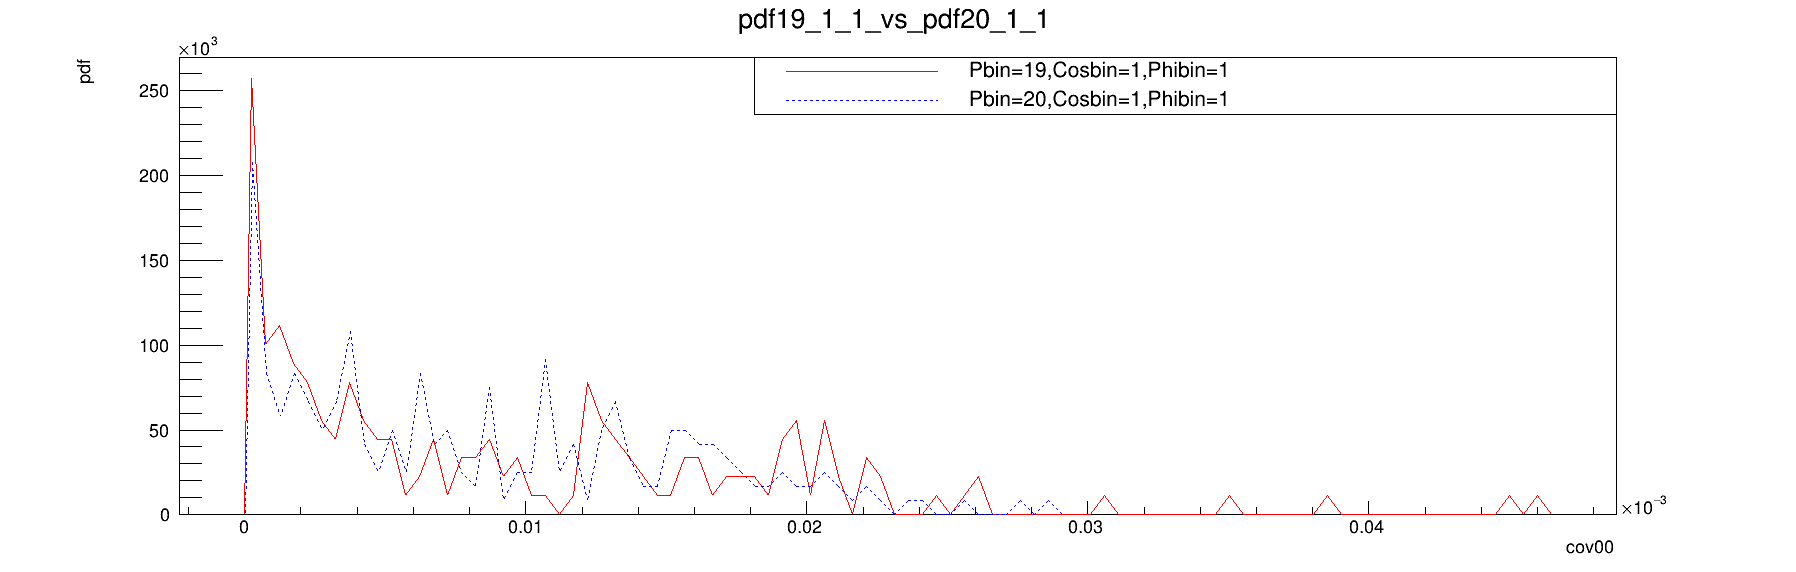 pdf19_1_1_vs_pdf20_1_1
×10³
pdf
Pbin=19,Cosbin=1,Phibin=1
Pbin=20,Cosbin=1,Phibin=1
250
200
150
100
50
0
0 0.01 0.02 0.03 0.04 ×10⁻³
cov00